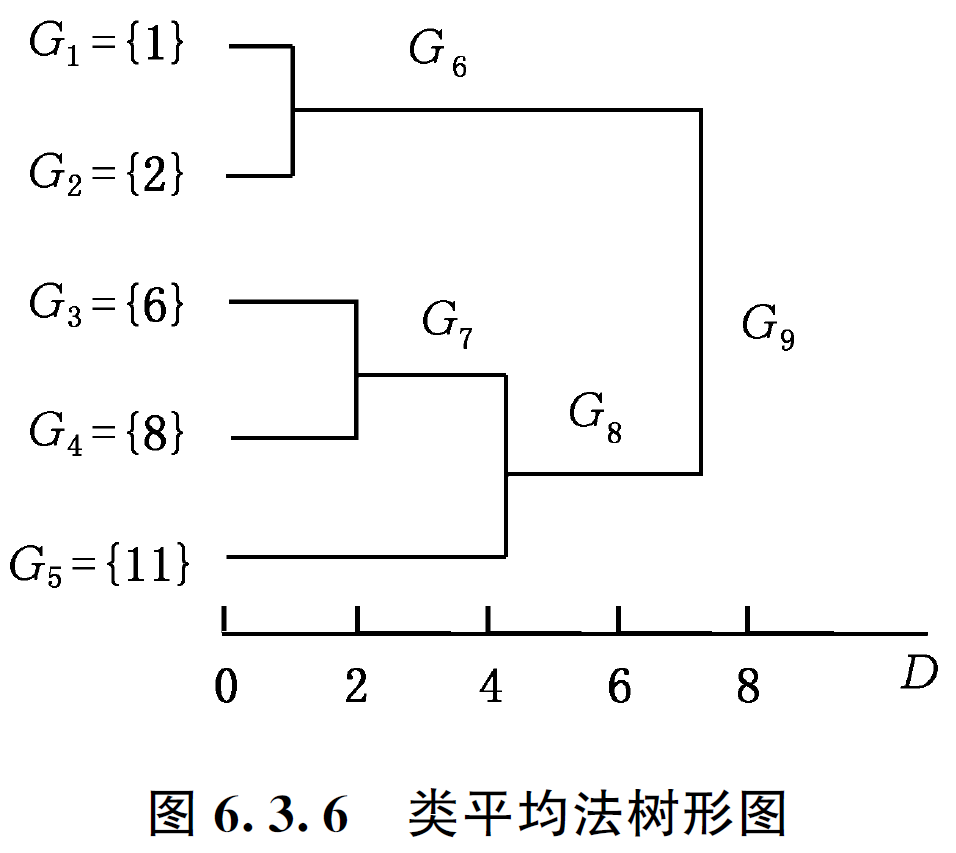 G₁={1}
G₆
G₂={2}
G₃={6}
G₇
G₉
G₄={8}
G₈
G₅={11}
0 2 4 6 8 D
图 6.3.6 类平均法树形图